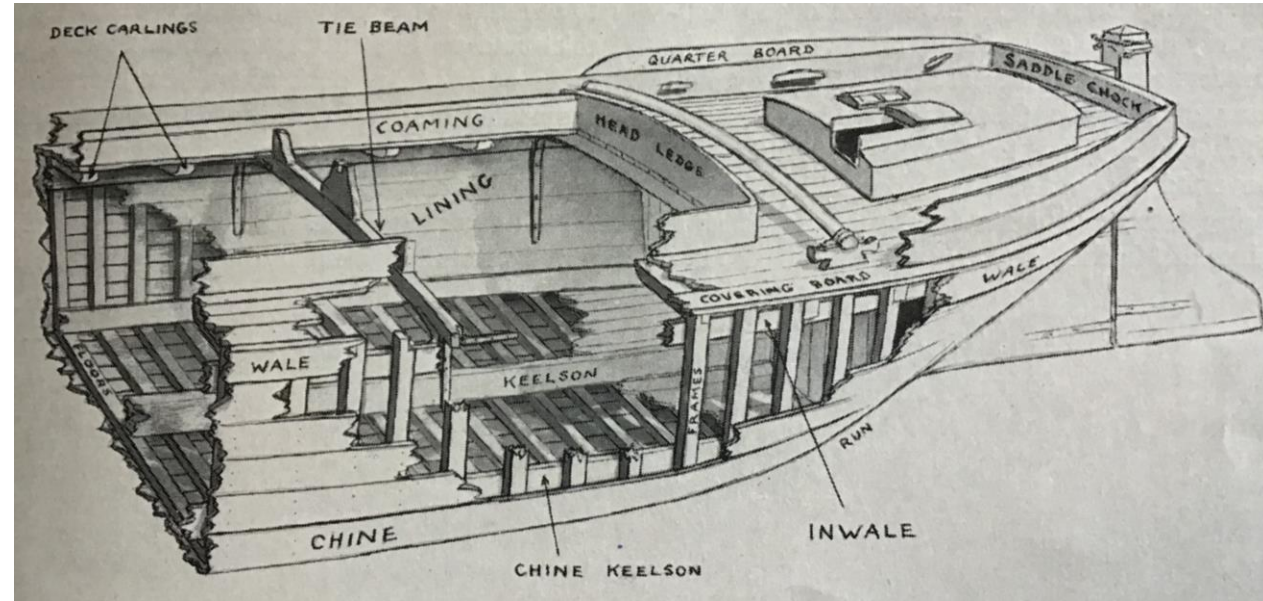 DECK CARLINGS
TIE BEAM
QUARTER BOARD
SADDLE CHOCK
COAMING
HEAD LEDGE
LINING
COVERING BOARD
WALE
FLOORS
WALE
KEELSON
FRAMES
RUN
CHINE
INWALE
CHINE KEELSON